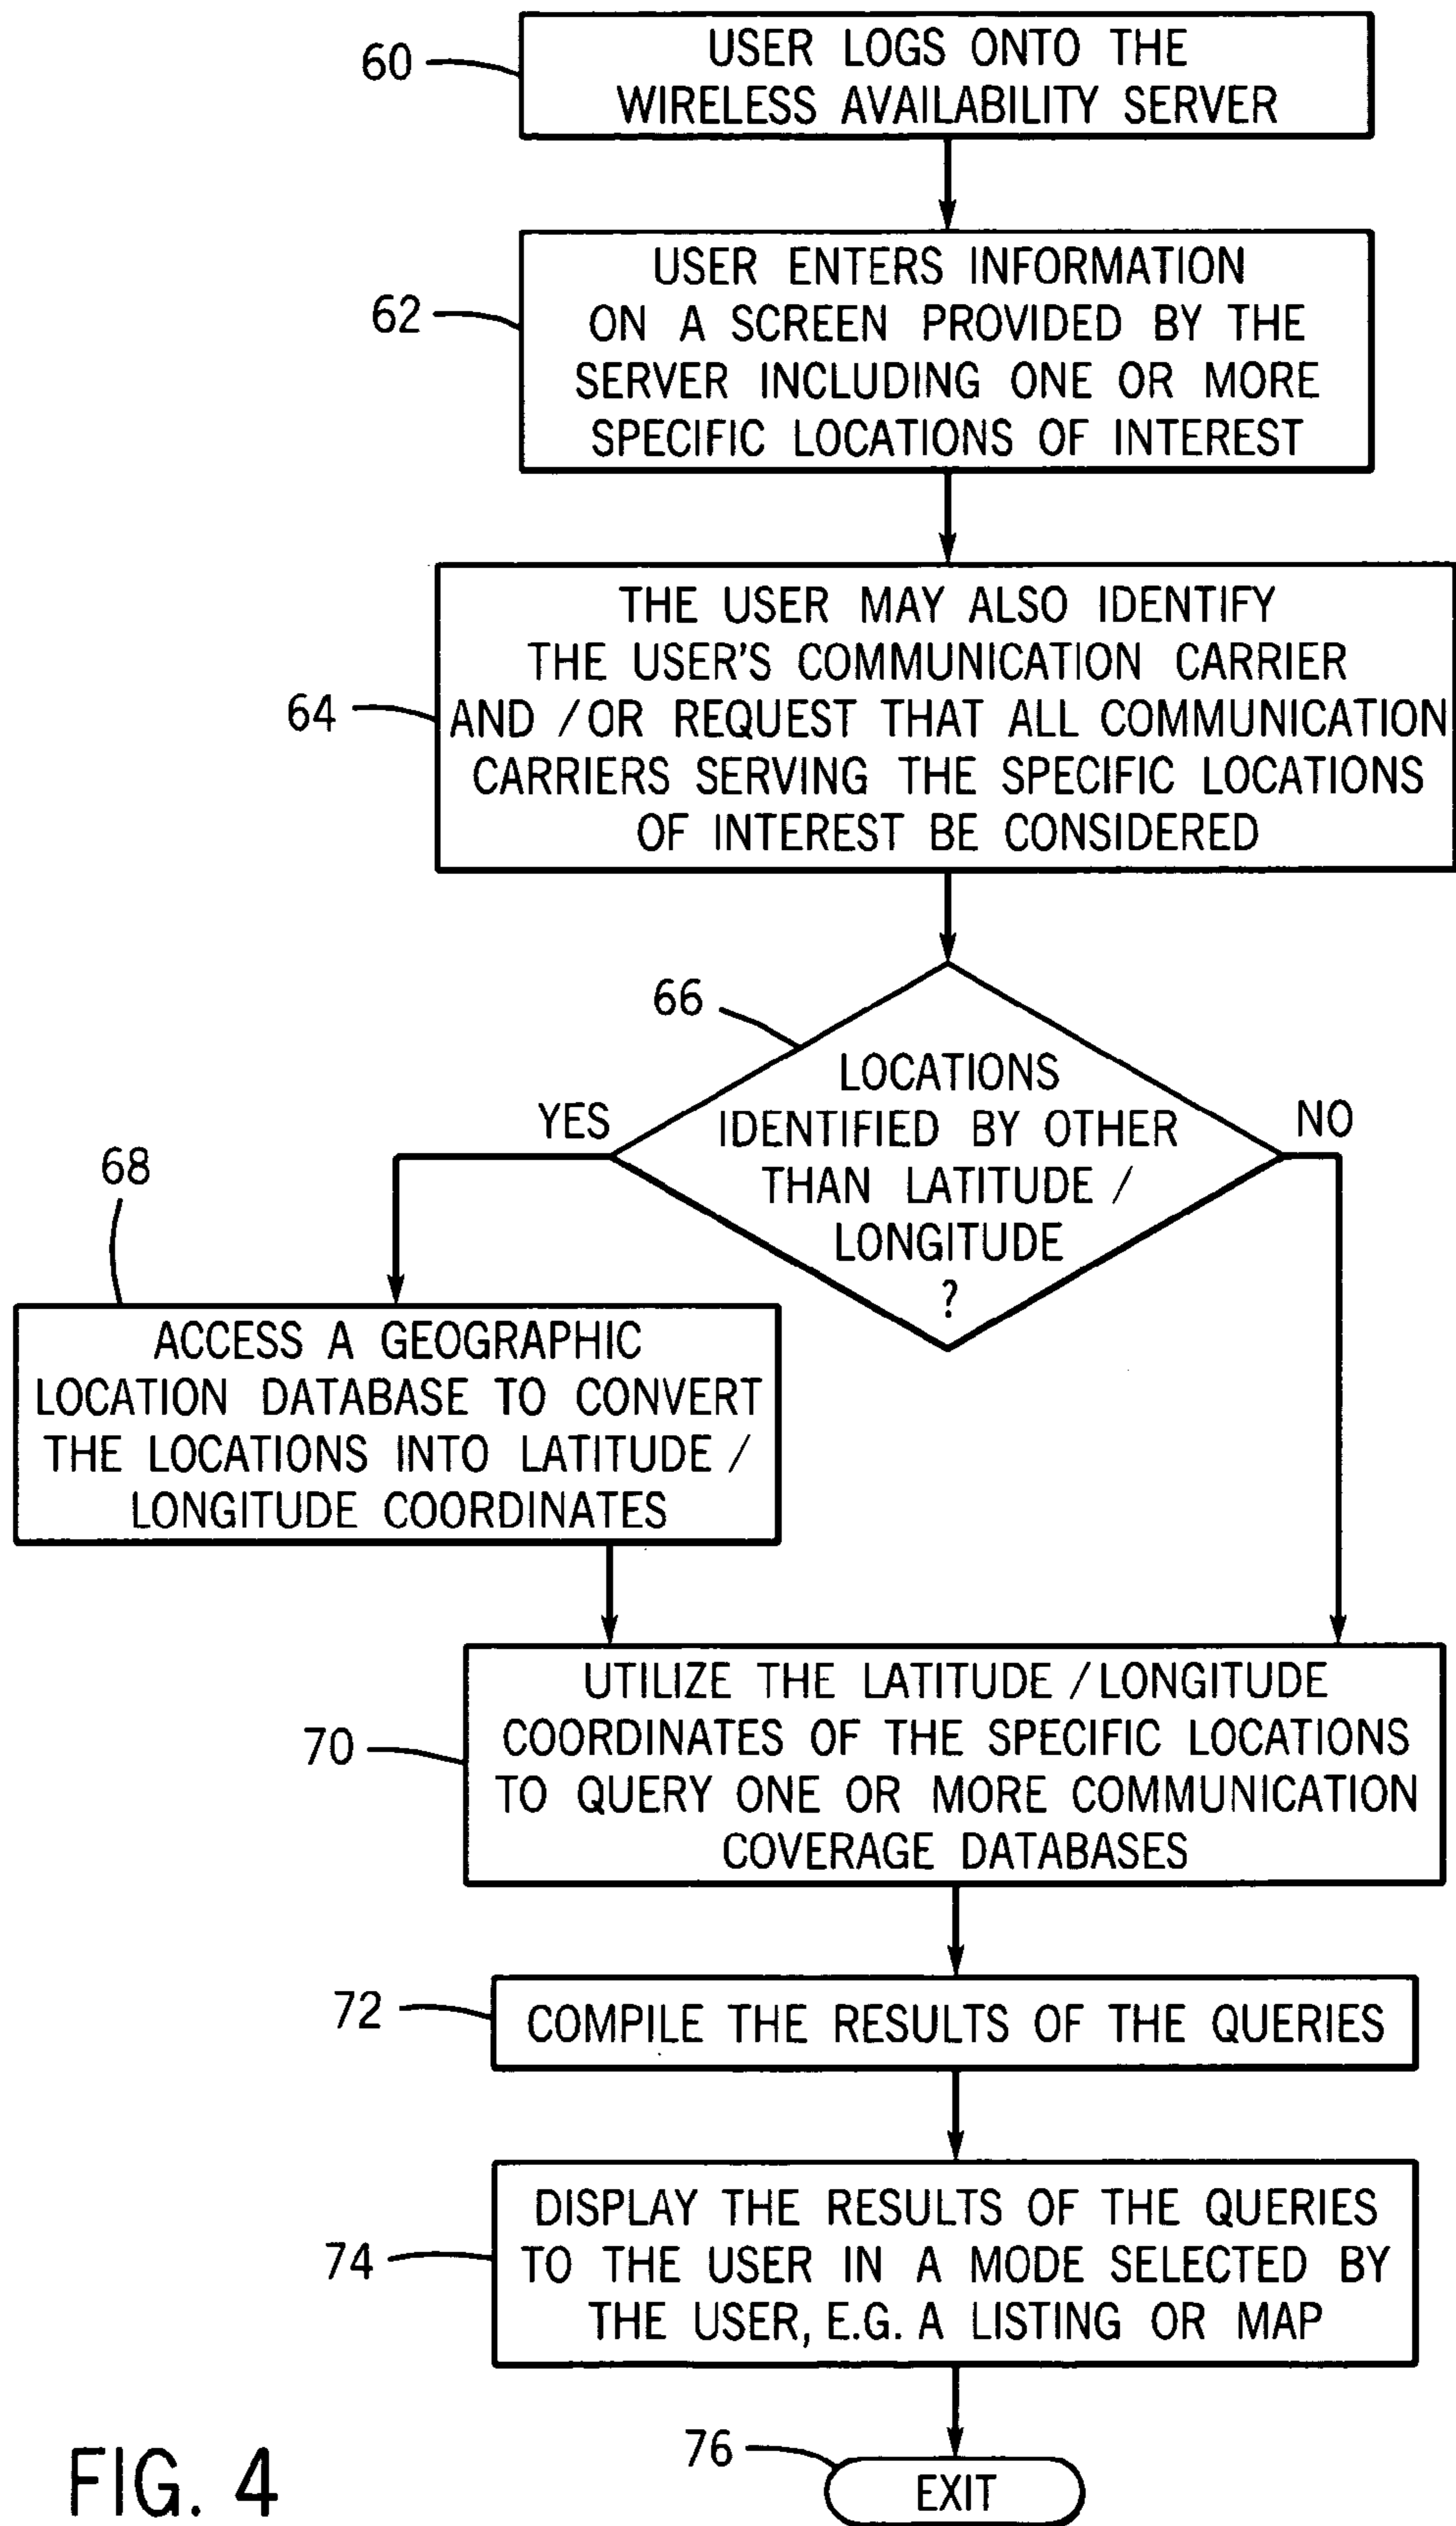 60
USER LOGS ONTO THE
WIRELESS AVAILABILITY SERVER
62
USER ENTERS INFORMATION
ON A SCREEN PROVIDED BY THE
SERVER INCLUDING ONE OR MORE
SPECIFIC LOCATIONS OF INTEREST
64
THE USER MAY ALSO IDENTIFY
THE USER'S COMMUNICATION CARRIER
AND /OR REQUEST THAT ALL COMMUNICATION
CARRIERS SERVING THE SPECIFIC LOCATIONS
OF INTEREST BE CONSIDERED
66
LOCATIONS
IDENTIFIED BY OTHER
THAN LATITUDE /
LONGITUDE
?
YES
NO
68
ACCESS A GEOGRAPHIC
LOCATION DATABASE TO CONVERT
THE LOCATIONS INTO LATITUDE /
LONGITUDE COORDINATES
70
UTILIZE THE LATITUDE /LONGITUDE
COORDINATES OF THE SPECIFIC LOCATIONS
TO QUERY ONE OR MORE COMMUNICATION
COVERAGE DATABASES
72
COMPILE THE RESULTS OF THE QUERIES
74
DISPLAY THE RESULTS OF THE QUERIES
TO THE USER IN A MODE SELECTED BY
THE USER, E.G. A LISTING OR MAP
76
EXIT
FIG. 4